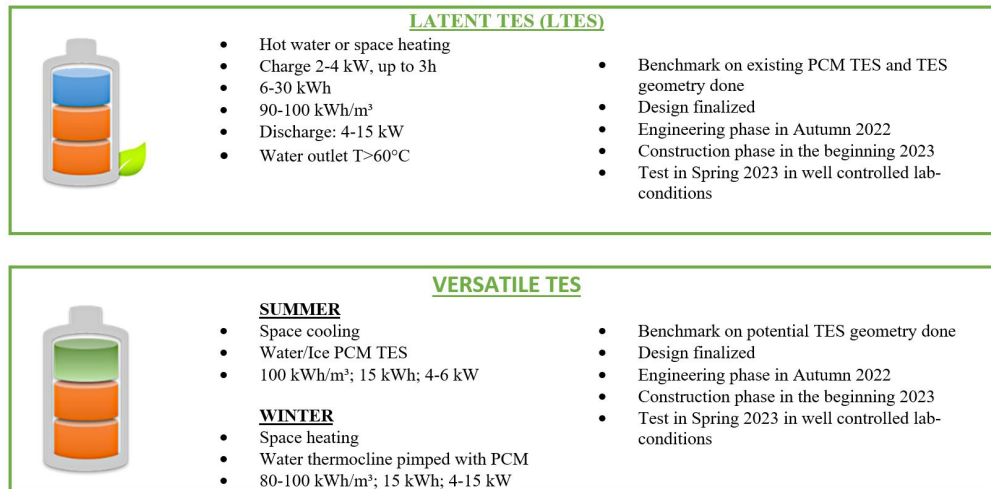 LATENT TES (LTES)
• Hot water or space heating
• Charge 2-4 kW, up to 3h
• 6-30 kWh
• 90-100 kWh/m³
• Discharge: 4-15 kW
• Water outlet T>60°C
• Benchmark on existing PCM TES and TES
geometry done
• Design finalized
• Engineering phase in Autumn 2022
• Construction phase in the beginning 2023
• Test in Spring 2023 in well controlled lab-
conditions
VERSATILE TES
SUMMER
• Space cooling
• Water/Ice PCM TES
• 100 kWh/m³; 15 kWh; 4-6 kW
WINTER
• Space heating
• Water thermocline pimped with PCM
• 80-100 kWh/m³; 15 kWh; 4-15 kW
• Benchmark on potential TES geometry done
• Design finalized
• Engineering phase in Autumn 2022
• Construction phase in the beginning 2023
• Test in Spring 2023 in well controlled lab-
conditions